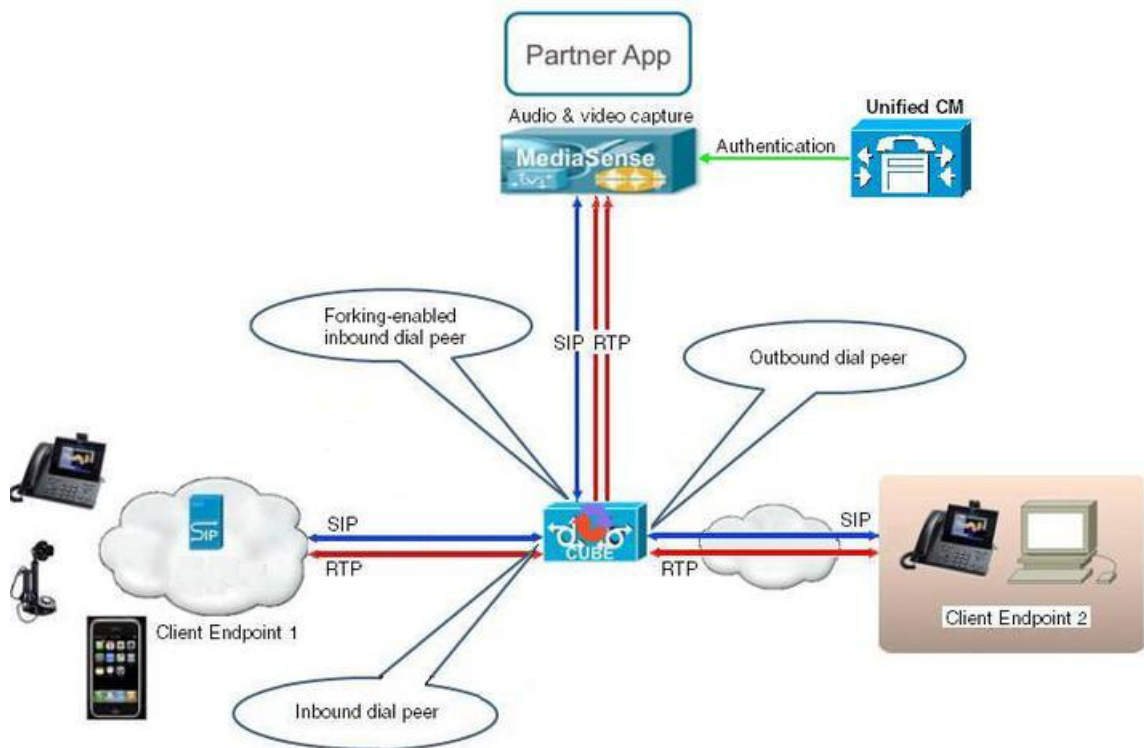 Partner App
Audio & video capture
MediaSense
Authentication
Unified CM
Forking-enabled
inbound dial peer
SIP
RTP
Outbound dial peer
SIP
SIP
RTP
CUBE
SIP
RTP
Client Endpoint 1
Client Endpoint 2
Inbound dial peer